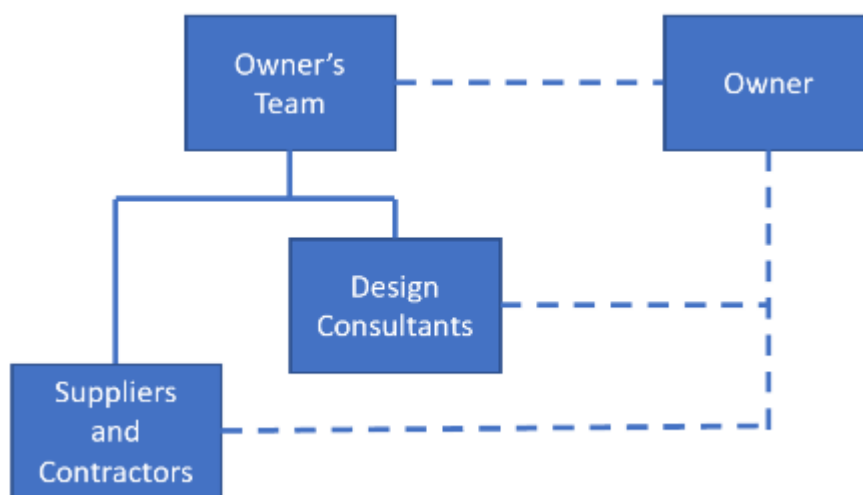 Owner's
Team
Owner
Design
Consultants
Suppliers
and
Contractors